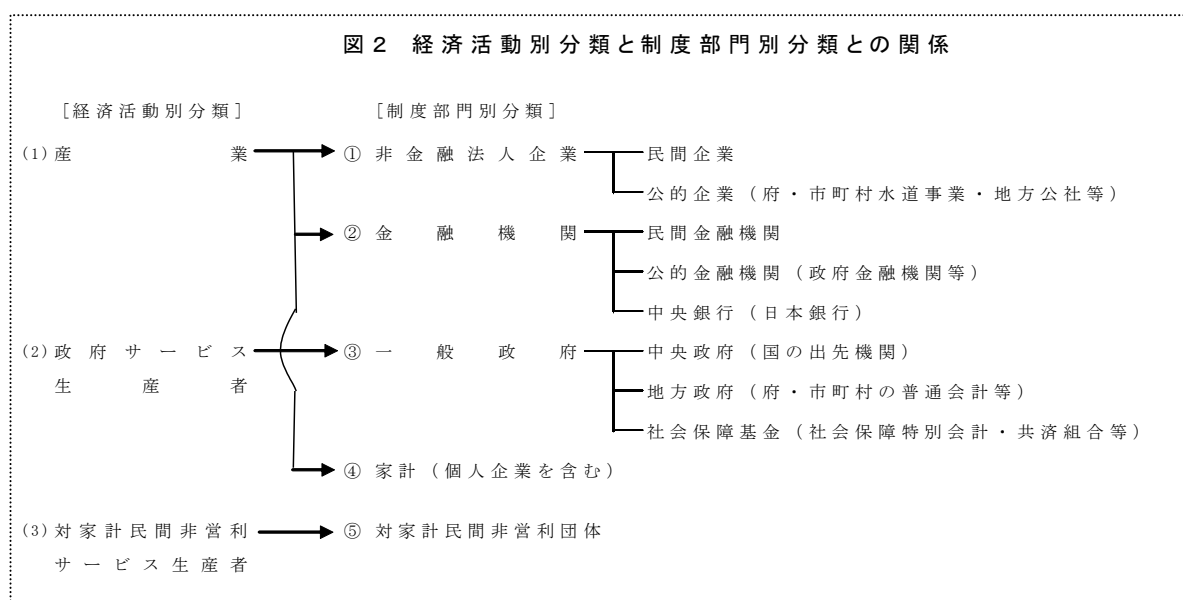 図２ 経済活動別分類と制度部門別分類との関係
[経済活動別分類] [制度部門別分類]
(1)産業 ① 非金融法人企業 民間企業
公的企業（府・市町村水道事業・地方公社等）
② 金融機関 民間金融機関
公的金融機関（政府金融機関等）
中央銀行（日本銀行）
(2)政府サービス ③ 一般政府 中央政府（国の出先機関）
生産者 地方政府（府・市町村の普通会計等）
社会保障基金（社会保障特別会計・共済組合等）
④ 家計（個人企業を含む）
(3)対家計民間非営利 ⑤ 対家計民間非営利団体
サービス生産者